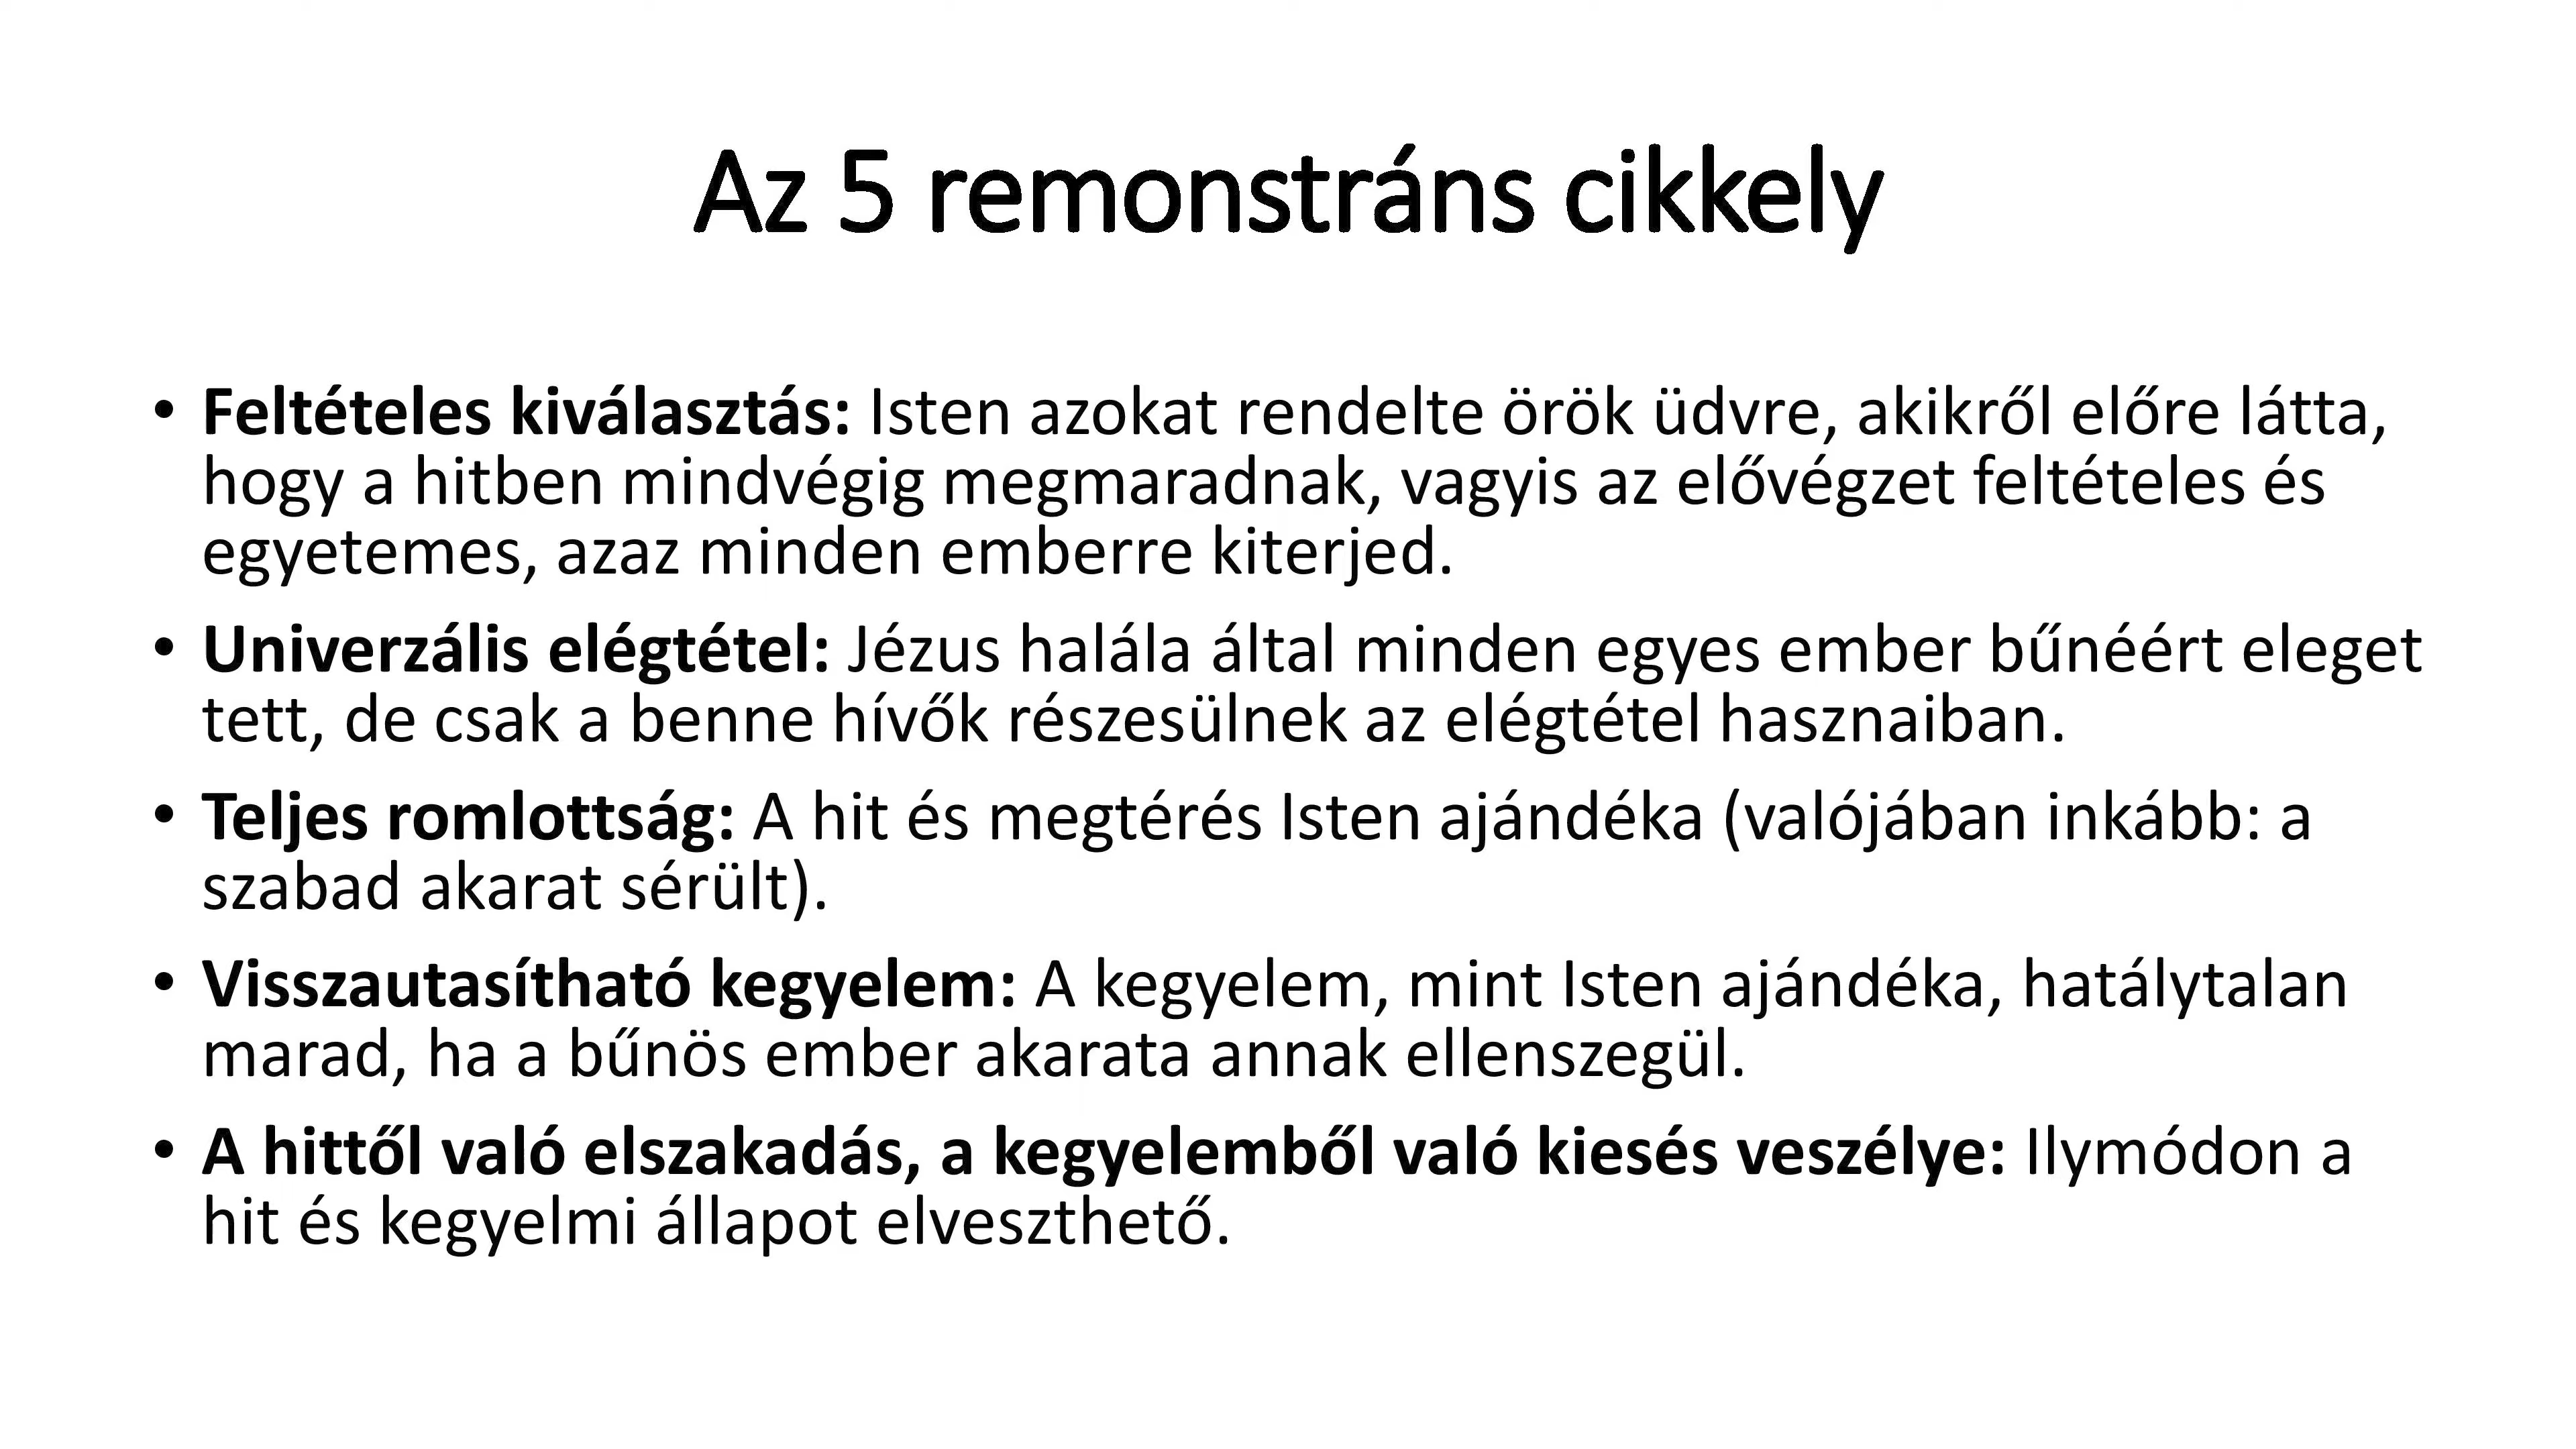 Az 5 remonstráns cikkely
• Feltételes kiválasztás: Isten azokat rendelte örök üdvre, akikről előre látta,
hogy a hitben mindvégig megmaradnak, vagyis az elővégzet feltételes és
egyetemes, azaz minden emberre kiterjed.
• Univerzális elégtétel: Jézus halála által minden egyes ember bűnéért eleget
tett, de csak a benne hívők részesülnek az elégtétel hasznaiban.
• Teljes romlottság: A hit és megtérés Isten ajándéka (valójában inkább: a
szabad akarat sérült).
• Visszautasítható kegyelem: A kegyelem, mint Isten ajándéka, hatálytalan
marad, ha a bűnös ember akarata annak ellenszegül.
• A hittől való elszakadás, a kegyelemből való kiesés veszélye: Ilymódon a
hit és kegyelmi állapot elveszthető.